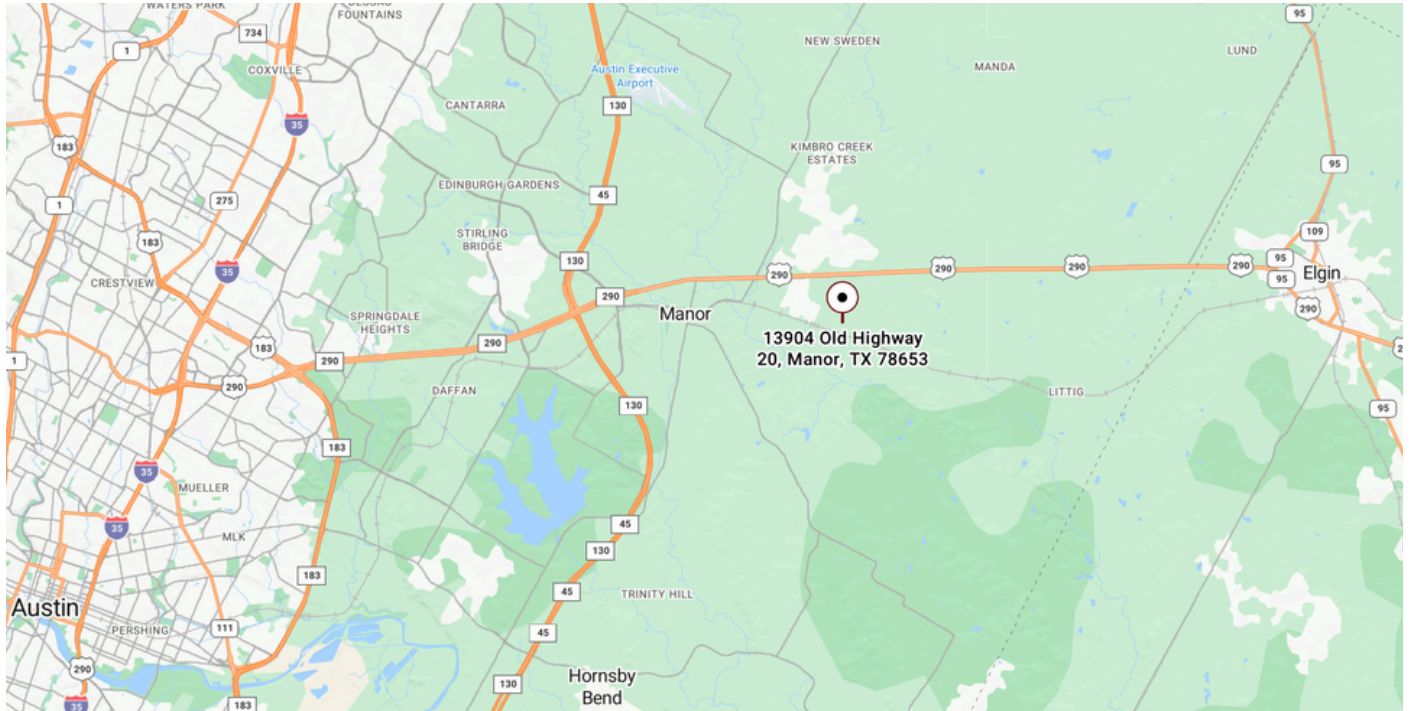 WATERS PARK
DESSAU
FOUNTAINS
95
1
734
NEW SWEDEN
LUND
COXVILLE
Austin Executive
Airport
MANDA
35
CANTARRA
130
183
KIMBRO CREEK
ESTATES
95
EDINBURGH GARDENS
45
1
275
STIRLING
BRIDGE
109
183
130
95
35
290
290
290
290
Elgin
CRESTVIEW
95
290
Manor
290
SPRINGDALE
HEIGHTS
13904 Old Highway
20, Manor, TX 78653
183
290
1
290
290
DAFFAN
LITTIG
130
95
183
35
MUELLER
35
45
MLK
130
183
45
TRINITY HILL
Austin
PERSHING
111
45
290
Hornsby
Bend
130
35
183